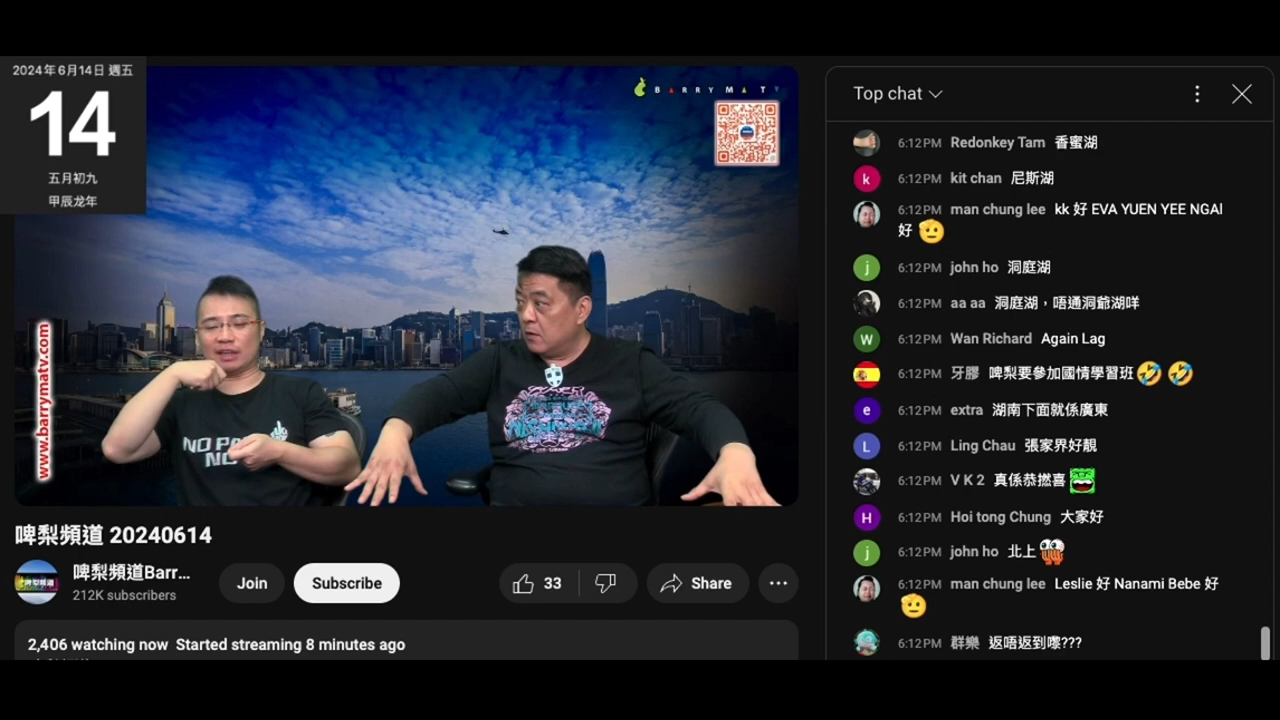 2024年6月14日 週五
14
五月初九
甲辰龙年
BARRYMATV
www.barrymatv.com
NO PA
NO
啤梨頻道 20240614
啤梨頻道Barr...
212K subscribers
Join
Subscribe
33
Share
2,406 watching now Started streaming 8 minutes ago
Top chat
6:12PM Redonkey Tam 香蜜湖
k
6:12PM kit chan 尼斯湖
6:12PM man chung lee kk 好 EVA YUEN YEE NGAI
好 🫡
j
6:12PM john ho 洞庭湖
6:12PM aa aa 洞庭湖,唔通洞爺湖咩
W
6:12PM Wan Richard Again Lag
6:12PM 牙膠 啤梨要參加國情學習班🤣🤣
e
6:12PM extra 湖南下面就係廣東
L
6:12PM Ling Chau 張家界好靚
6:12PM V K 2 真係恭撚喜
H
6:12PM Hoi tong Chung 大家好
j
6:12PM john ho 北上
6:12PM man chung lee Leslie 好 Nanami Bebe 好
🫡
6:12PM 群樂 返唔返到嚟???